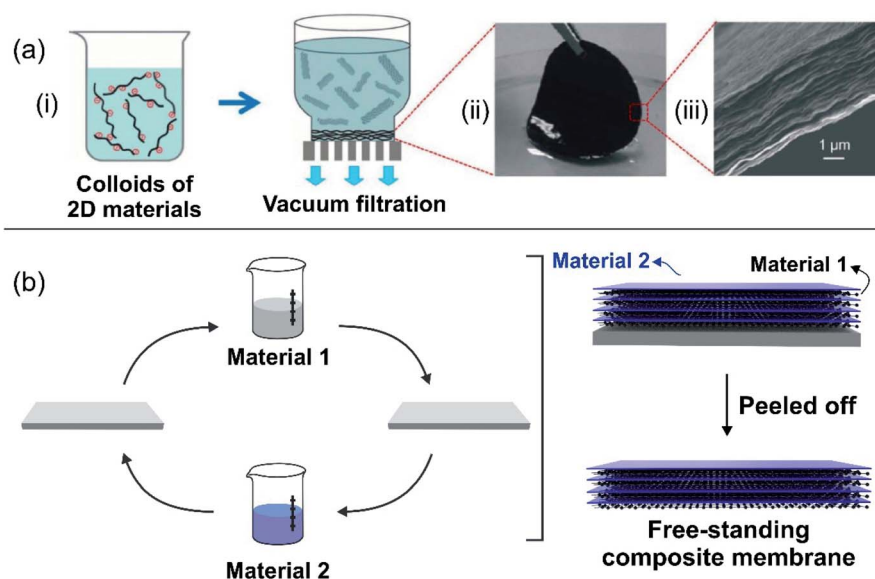 (a)
(i)
Colloids of
2D materials
Vacuum filtration
(ii)
(iii)
1 µm
(b)
Material 1
Material 2
Material 2
Material 1
Peeled off
Free-standing
composite membrane